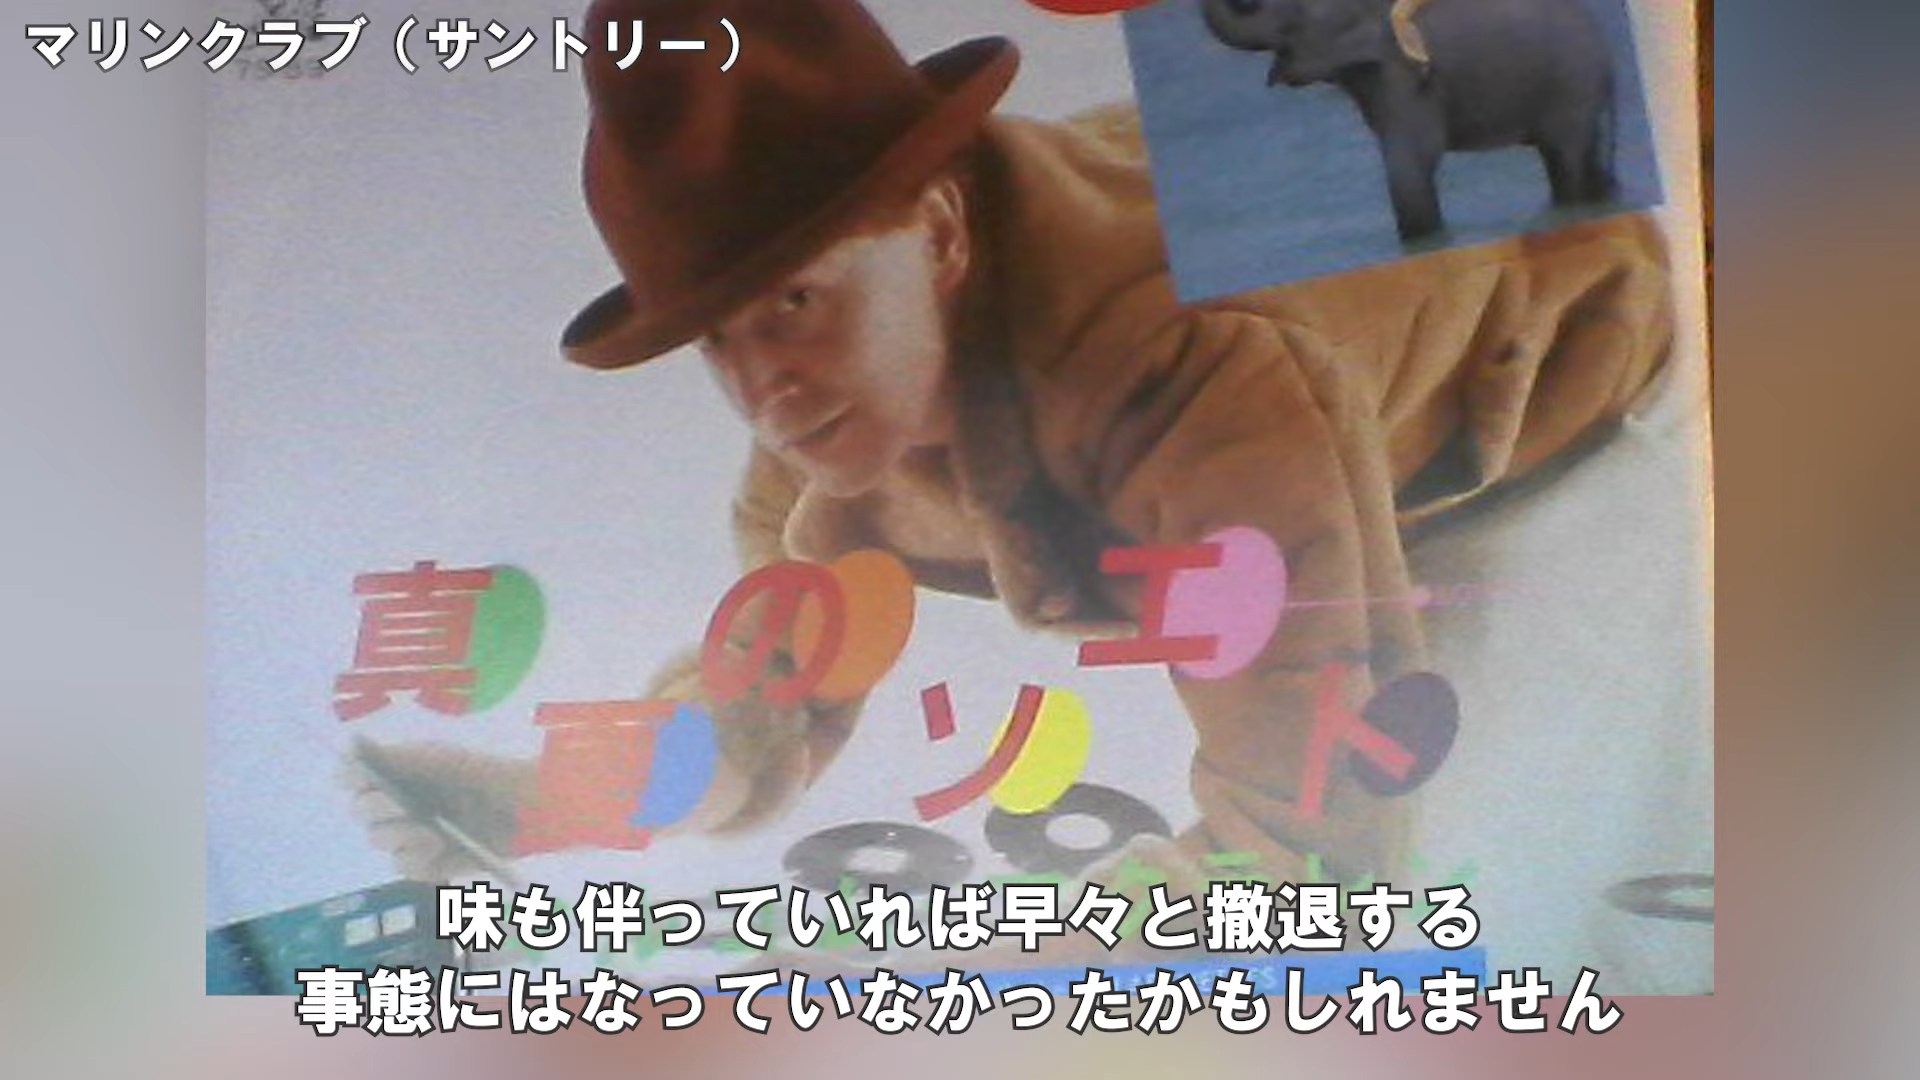 マリンクラブ（サントリー）
真夏のソエト
味も伴っていれば早々と撤退する
事態にはなっていなかったかもしれません